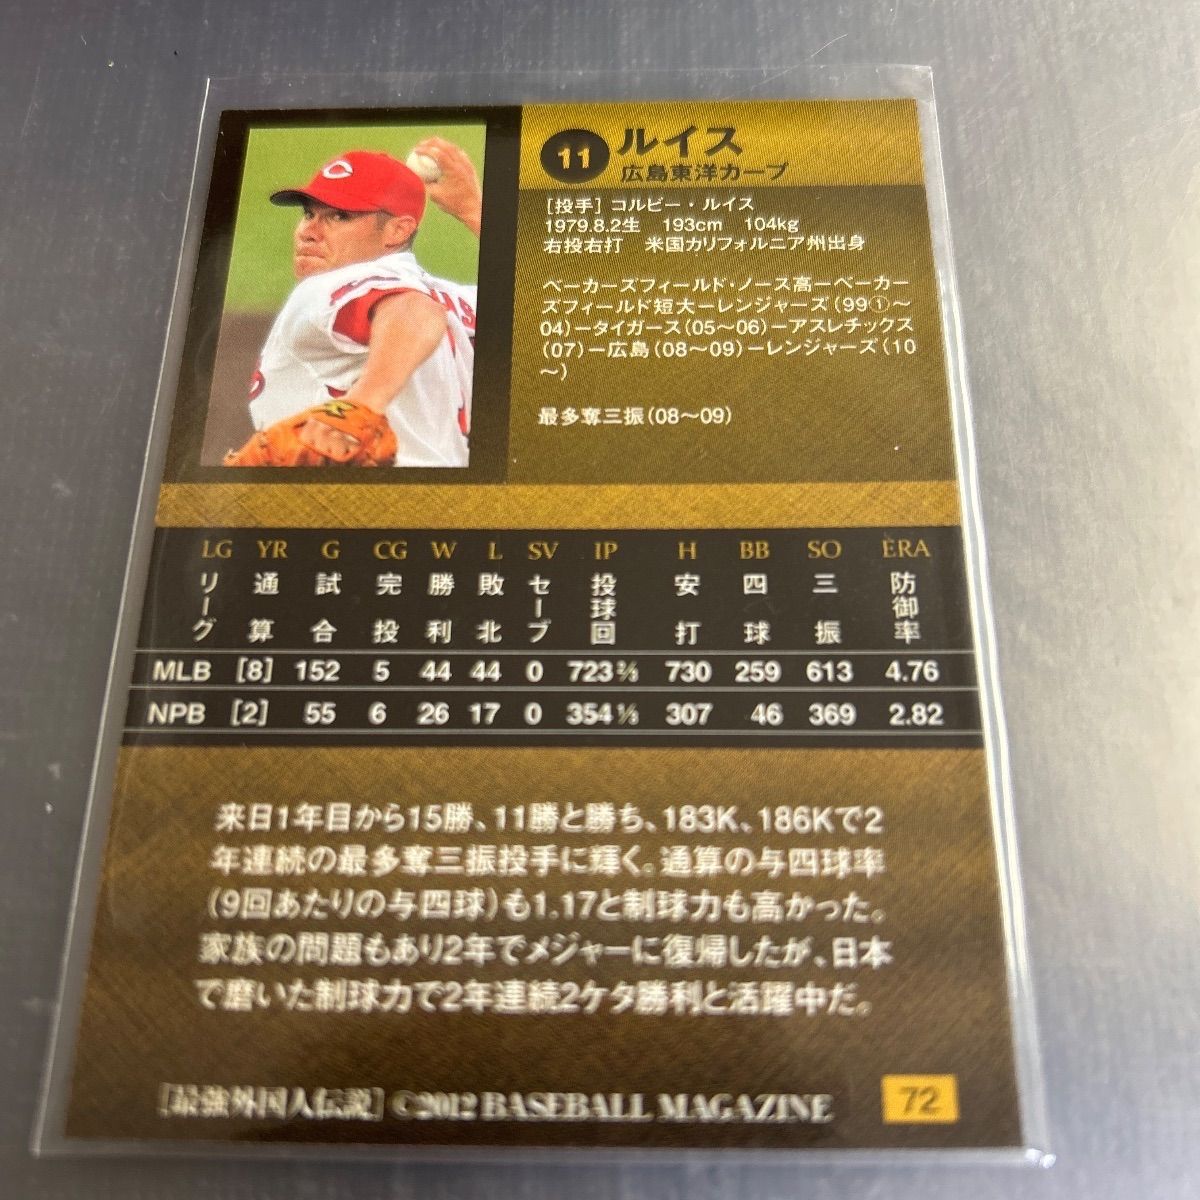 11 ルイス
広島東洋カープ
[投手] コルビー・ルイス
1979.8.2生 193cm 104kg
右投右打 米国カリフォルニア州出身
ベーカーズフィールド・ノース高ーベーカー
ズフィールド短大ーレンジャーズ(99①〜
04)ータイガース(05〜06)ーアスレチックス
(07)ー広島(08〜09)ーレンジャーズ(10
〜)
最多奪三振(08〜09)
C
LG YR G CG W L SV IP H BB SO ERA
リーグ 通算 試合 完投 勝利 敗北 セーブ 投球回 安打 四球 三振 防御率
MLB [8] 152 5 44 44 0 723 ⅔ 730 259 613 4.76
NPB [2] 55 6 26 17 0 354 ⅓ 307 46 369 2.82
来日1年目から15勝、11勝と勝ち、183K、186Kで2
年連続の最多奪三振投手に輝く。通算の与四球率
(9回あたりの与四球)も1.17と制球力も高かった。
家族の問題もあり2年でメジャーに復帰したが、日本
で磨いた制球力で2年連続2ケタ勝利と活躍中だ。
[最強外国人伝説] ©2012 BASEBALL MAGAZINE 72